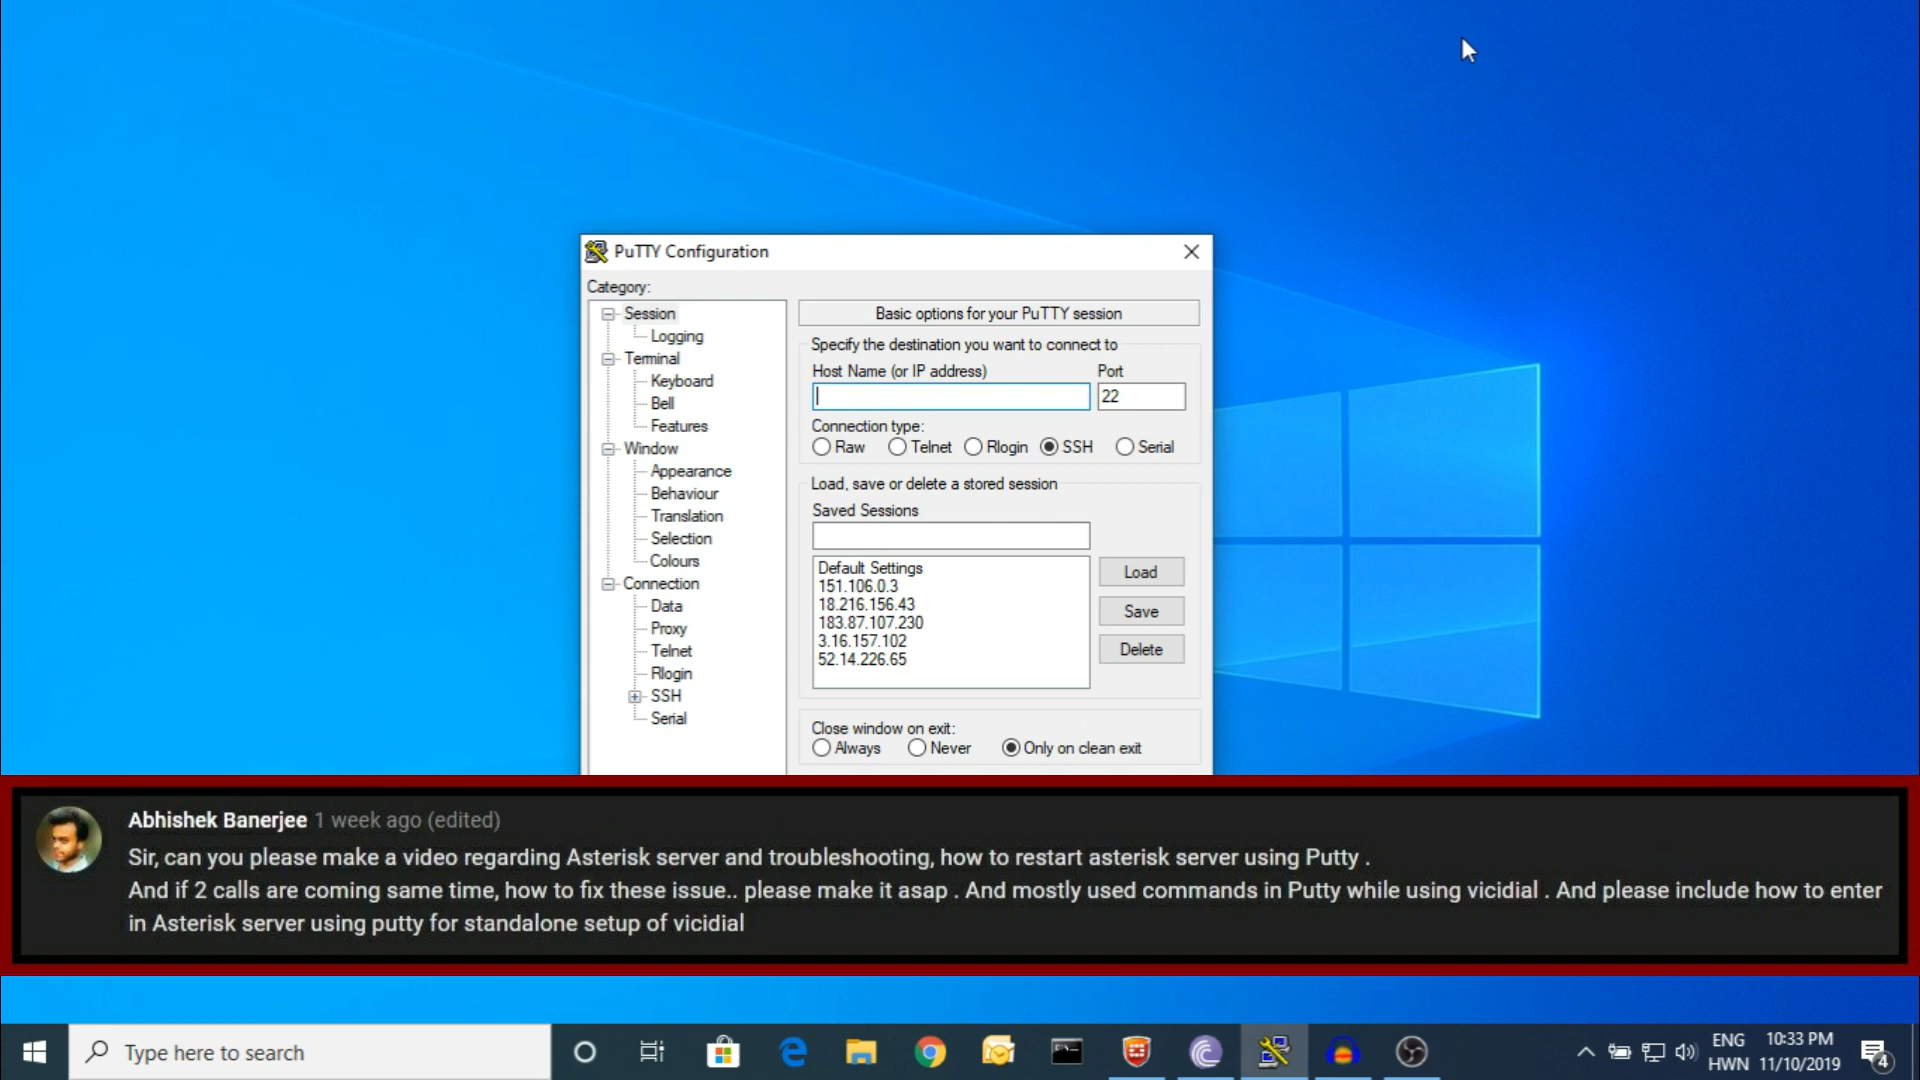 PuTTY Configuration
Category:
Session
Logging
Terminal
Keyboard
Bell
Features
Window
Appearance
Behaviour
Translation
Selection
Colours
Connection
Data
Proxy
Telnet
Rlogin
SSH
Serial
Basic options for your PuTTY session
Specify the destination you want to connect to
Host Name (or IP address) Port
22
Connection type:
Raw Telnet Rlogin SSH Serial
Load, save or delete a stored session
Saved Sessions
Default Settings
151.106.0.3
18.216.156.43
183.87.107.230
3.16.157.102
52.14.226.65
Load
Save
Delete
Close window on exit:
Always Never Only on clean exit
Abhishek Banerjee 1 week ago (edited)
Sir, can you please make a video regarding Asterisk server and troubleshooting, how to restart asterisk server using Putty .
And if 2 calls are coming same time, how to fix these issue.. please make it asap . And mostly used commands in Putty while using vicidial . And please include how to enter
in Asterisk server using putty for standalone setup of vicidial
Type here to search
ENG 10:33 PM
HWN 11/10/2019
4